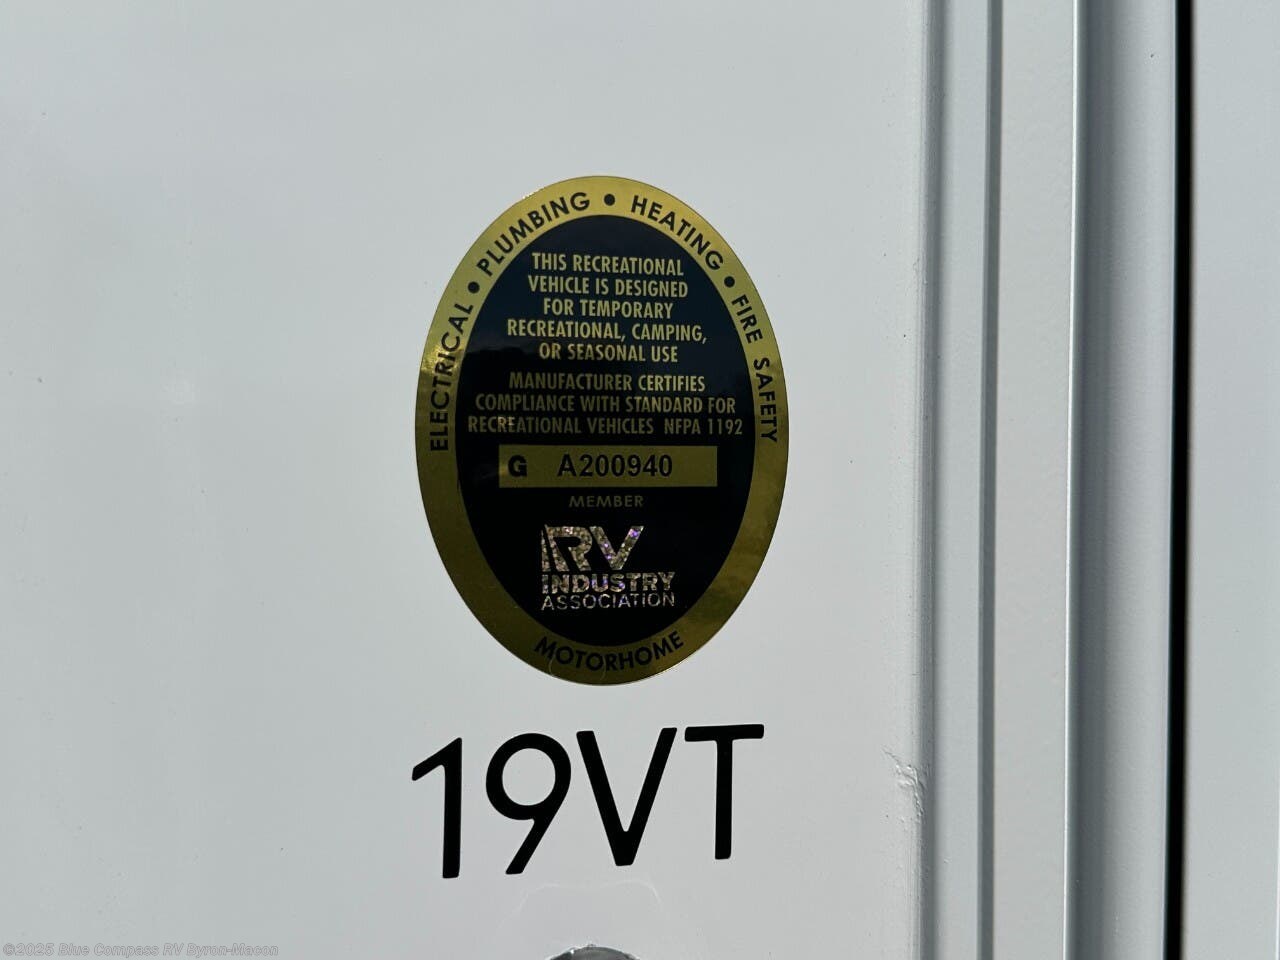 ELECTRICAL • PLUMBING • HEATING • FIRE SAFETY
THIS RECREATIONAL
VEHICLE IS DESIGNED
FOR TEMPORARY
RECREATIONAL, CAMPING,
OR SEASONAL USE
MANUFACTURER CERTIFIES
COMPLIANCE WITH STANDARD FOR
RECREATIONAL VEHICLES NFPA 1192
G A200940
MEMBER
RV
INDUSTRY
ASSOCIATION
MOTORHOME
19VT
©2025 Blue Compass RV Byron-Macon